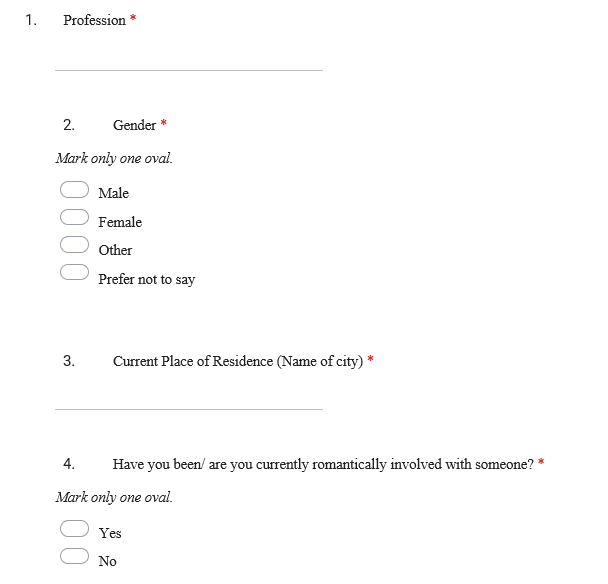 1. Profession *
2. Gender *
Mark only one oval.
Male
Female
Other
Prefer not to say
3. Current Place of Residence (Name of city) *
4. Have you been/ are you currently romantically involved with someone? *
Mark only one oval.
Yes
No